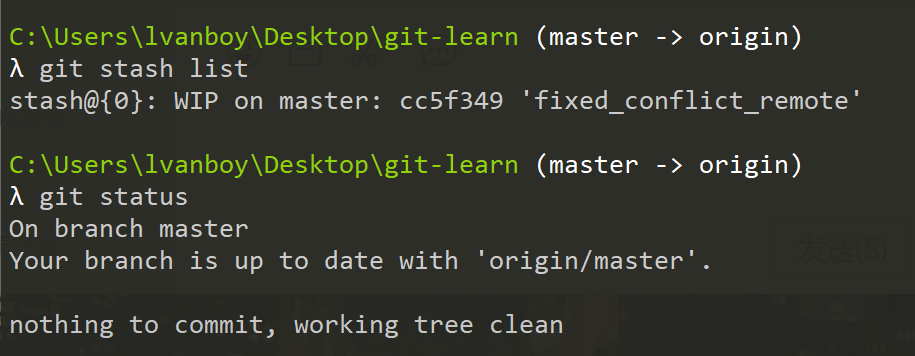 C:\Users\lvanboy\Desktop\git-learn (master -> origin)
λ git stash list
stash@{0}: WIP on master: cc5f349 'fixed_conflict_remote'
C:\Users\lvanboy\Desktop\git-learn (master -> origin)
λ git status
On branch master
Your branch is up to date with 'origin/master'.
发送(S)
nothing to commit, working tree clean